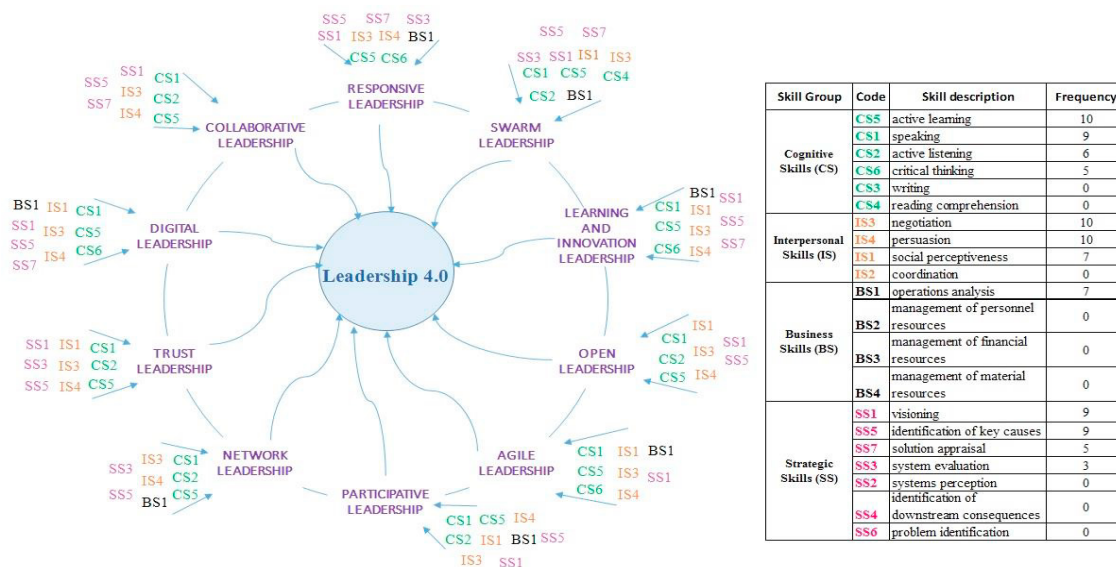 SS5 SS7 SS3
SS1 IS3 IS4 BS1
CS5 CS6
RESPONSIVE
LEADERSHIP
SS5 SS7
SS3 SS1 IS1 IS3
CS1 CS5 CS4
CS2 BS1
SWARM
LEADERSHIP
BS1 SS1
CS1 IS1
CS5 IS3 SS5
CS6 IS4 SS7
LEARNING
AND
INNOVATION
LEADERSHIP
IS1
CS1 SS1
CS2 IS3 SS5
CS5 IS4
OPEN
LEADERSHIP
CS1 IS1 BS1
CS5 IS3 SS1
CS6 IS4
AGILE
LEADERSHIP
PARTICIPATIVE
LEADERSHIP
CS1 CS5 IS4
CS2 IS1 BS1 SS5
IS3 SS1
NETWORK
LEADERSHIP
SS3 IS3 CS1
IS4 CS2
SS5 CS5
BS1
TRUST
LEADERSHIP
SS1 IS1 CS1
SS3 IS3 CS2
SS5 IS4 CS5
DIGITAL
LEADERSHIP
BS1 IS1 CS1
SS1 IS3 CS5
SS5 IS4 CS6
SS7
COLLABORATIVE
LEADERSHIP
SS1 CS1
SS5 IS3 CS2
SS7 IS4 CS5
Leadership 4.0
Skill Group Code Skill description Frequency
Cognitive
Skills (CS)
CS5 active learning 10
CS1 speaking 9
CS2 active listening 6
CS6 critical thinking 5
CS3 writing 0
CS4 reading comprehension 0
Interpersonal
Skills (IS)
IS3 negotiation 10
IS4 persuasion 10
IS1 social perceptiveness 7
IS2 coordination 0
Business
Skills (BS)
BS1 operations analysis 7
BS2 management of personnel
resources 0
BS3 management of financial
resources 0
BS4 management of material
resources 0
Strategic
Skills (SS)
SS1 visioning 9
SS5 identification of key causes 9
SS7 solution appraisal 5
SS3 system evaluation 3
SS2 systems perception 0
SS4 identification of
downstream consequences 0
SS6 problem identification 0